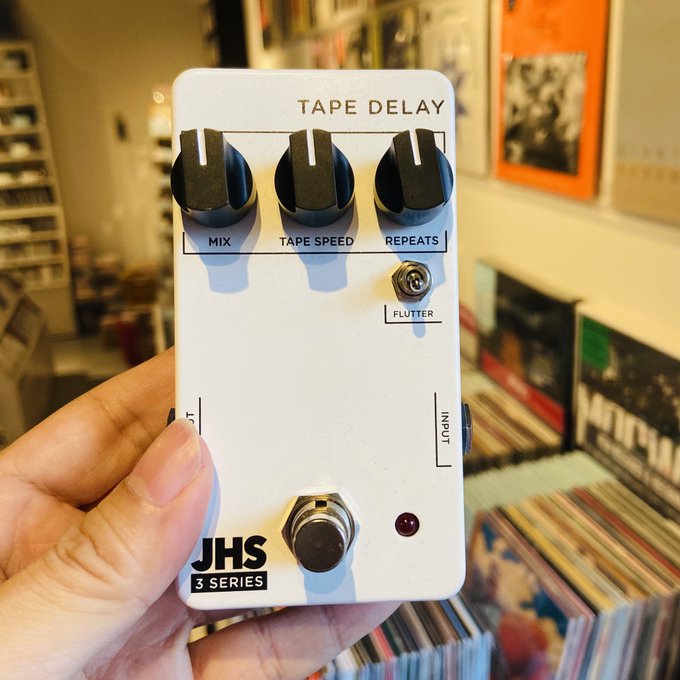 TAPE DELAY
MIX
TAPE SPEED
REPEATS
FLUTTER
INPUT
JHS
3 SERIES